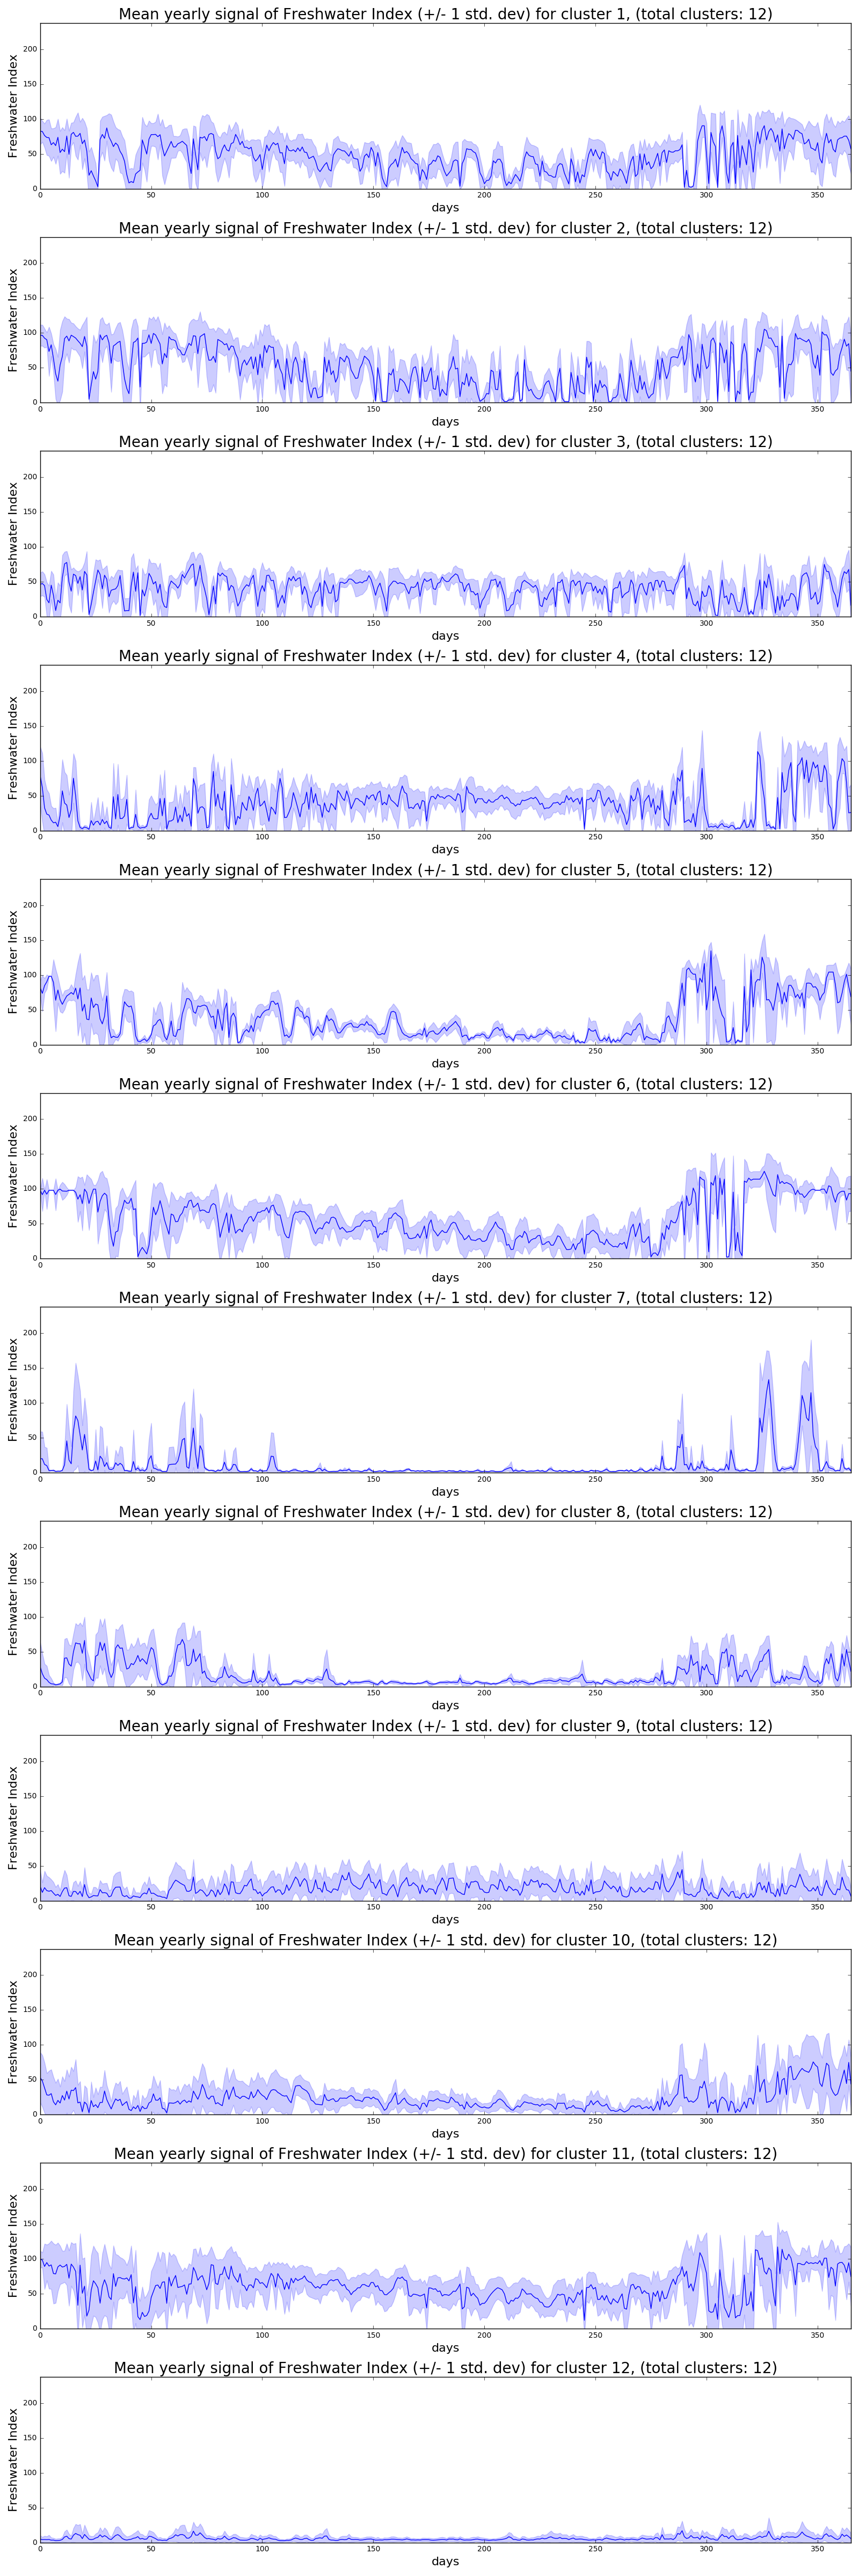 Mean yearly signal of Freshwater Index (+/- 1 std. dev) for cluster 1, (total clusters: 12)
Freshwater Index
200
150
100
50
0
0 50 100 150 200 250 300 350
days
Mean yearly signal of Freshwater Index (+/- 1 std. dev) for cluster 2, (total clusters: 12)
Freshwater Index
200
150
100
50
0
0 50 100 150 200 250 300 350
days
Mean yearly signal of Freshwater Index (+/- 1 std. dev) for cluster 3, (total clusters: 12)
Freshwater Index
200
150
100
50
0
0 50 100 150 200 250 300 350
days
Mean yearly signal of Freshwater Index (+/- 1 std. dev) for cluster 4, (total clusters: 12)
Freshwater Index
200
150
100
50
0
0 50 100 150 200 250 300 350
days
Mean yearly signal of Freshwater Index (+/- 1 std. dev) for cluster 5, (total clusters: 12)
Freshwater Index
200
150
100
50
0
0 50 100 150 200 250 300 350
days
Mean yearly signal of Freshwater Index (+/- 1 std. dev) for cluster 6, (total clusters: 12)
Freshwater Index
200
150
100
50
0
0 50 100 150 200 250 300 350
days
Mean yearly signal of Freshwater Index (+/- 1 std. dev) for cluster 7, (total clusters: 12)
Freshwater Index
200
150
100
50
0
0 50 100 150 200 250 300 350
days
Mean yearly signal of Freshwater Index (+/- 1 std. dev) for cluster 8, (total clusters: 12)
Freshwater Index
200
150
100
50
0
0 50 100 150 200 250 300 350
days
Mean yearly signal of Freshwater Index (+/- 1 std. dev) for cluster 9, (total clusters: 12)
Freshwater Index
200
150
100
50
0
0 50 100 150 200 250 300 350
days
Mean yearly signal of Freshwater Index (+/- 1 std. dev) for cluster 10, (total clusters: 12)
Freshwater Index
200
150
100
50
0
0 50 100 150 200 250 300 350
days
Mean yearly signal of Freshwater Index (+/- 1 std. dev) for cluster 11, (total clusters: 12)
Freshwater Index
200
150
100
50
0
0 50 100 150 200 250 300 350
days
Mean yearly signal of Freshwater Index (+/- 1 std. dev) for cluster 12, (total clusters: 12)
Freshwater Index
200
150
100
50
0
0 50 100 150 200 250 300 350
days